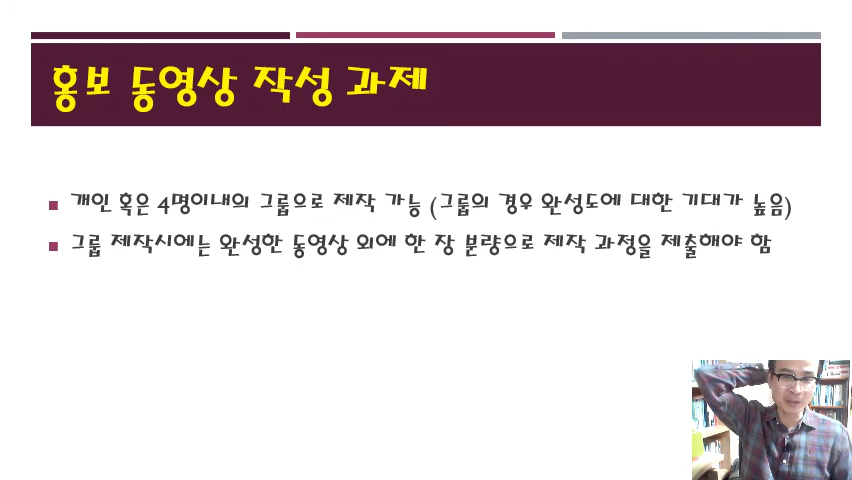 홍보 동영상 작성 과제
개인 혹은 4명이내의 그룹으로 제작 가능 (그룹의 경우 완성도에 대한 기대가 높음)
그룹 제작시에는 완성한 동영상 외에 한 장 분량으로 제작 과정을 제출해야 함